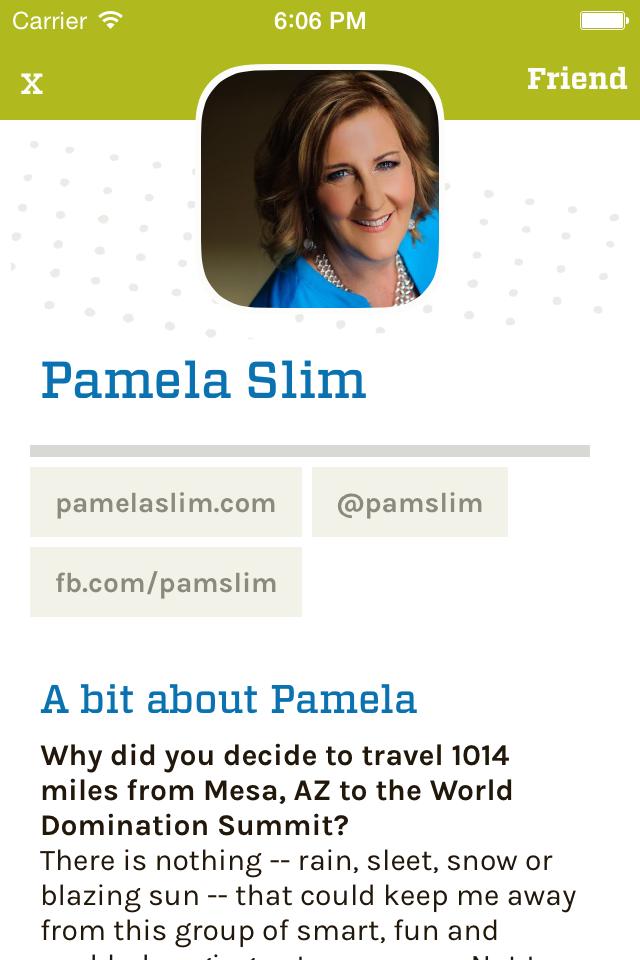 Carrier 6:06 PM
x Friend
Pamela Slim
pamelaslim.com @pamslim
fb.com/pamslim
A bit about Pamela
Why did you decide to travel 1014
miles from Mesa, AZ to the World
Domination Summit?
There is nothing -- rain, sleet, snow or
blazing sun -- that could keep me away
from this group of smart, fun and